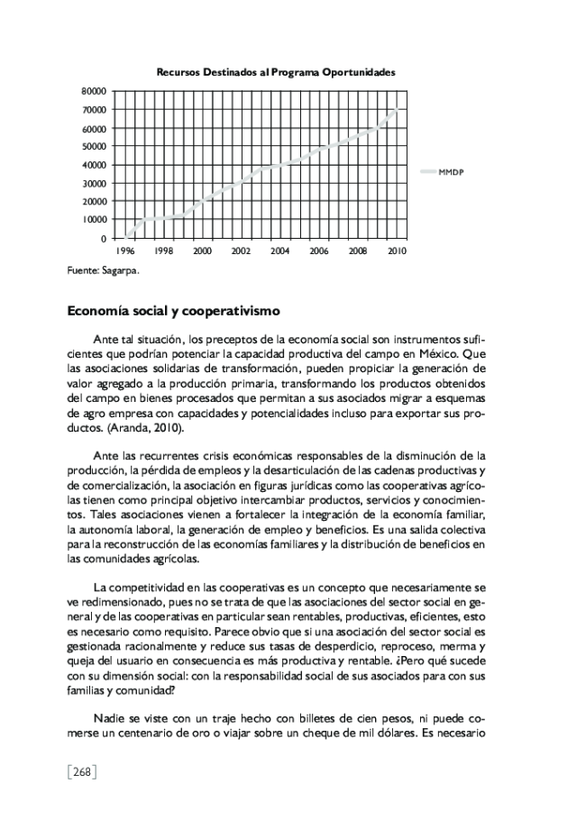 Recursos Destinados al Programa Oportunidades
80000
70000
60000
50000
40000
30000
20000
10000
0
1996 1998 2000 2002 2004 2006 2008 2010
MMDP
Fuente: Sagarpa.
Economía social y cooperativismo
Ante tal situación, los preceptos de la economía social son instrumentos sufi-
cientes que podrían potenciar la capacidad productiva del campo en México. Que
las asociaciones solidarias de transformación, pueden propiciar la generación de
valor agregado a la producción primaria, transformando los productos obtenidos
del campo en bienes procesados que permitan a sus asociados migrar a esquemas
de agro empresa con capacidades y potencialidades incluso para exportar sus pro-
ductos. (Aranda, 2010).
Ante las recurrentes crisis económicas responsables de la disminución de la
producción, la pérdida de empleos y la desarticulación de las cadenas productivas y
de comercialización, la asociación en figuras jurídicas como las cooperativas agríco-
las tienen como principal objetivo intercambiar productos, servicios y conocimien-
tos. Tales asociaciones vienen a fortalecer la integración de la economía familiar,
la autonomía laboral, la generación de empleo y beneficios. Es una salida colectiva
para la reconstrucción de las economías familiares y la distribución de beneficios en
las comunidades agrícolas.
La competitividad en las cooperativas es un concepto que necesariamente se
ve redimensionado, pues no se trata de que las asociaciones del sector social en ge-
neral y de las cooperativas en particular sean rentables, productivas, eficientes, esto
es necesario como requisito. Parece obvio que si una asociación del sector social es
gestionada racionalmente y reduce sus tasas de desperdicio, reproceso, merma y
queja del usuario en consecuencia es más productiva y rentable. ¿Pero qué sucede
con su dimensión social: con la responsabilidad social de sus asociados para con sus
familias y comunidad?
Nadie se viste con un traje hecho con billetes de cien pesos, ni puede co-
merse un centenario de oro o viajar sobre un cheque de mil dólares. Es necesario
[268]